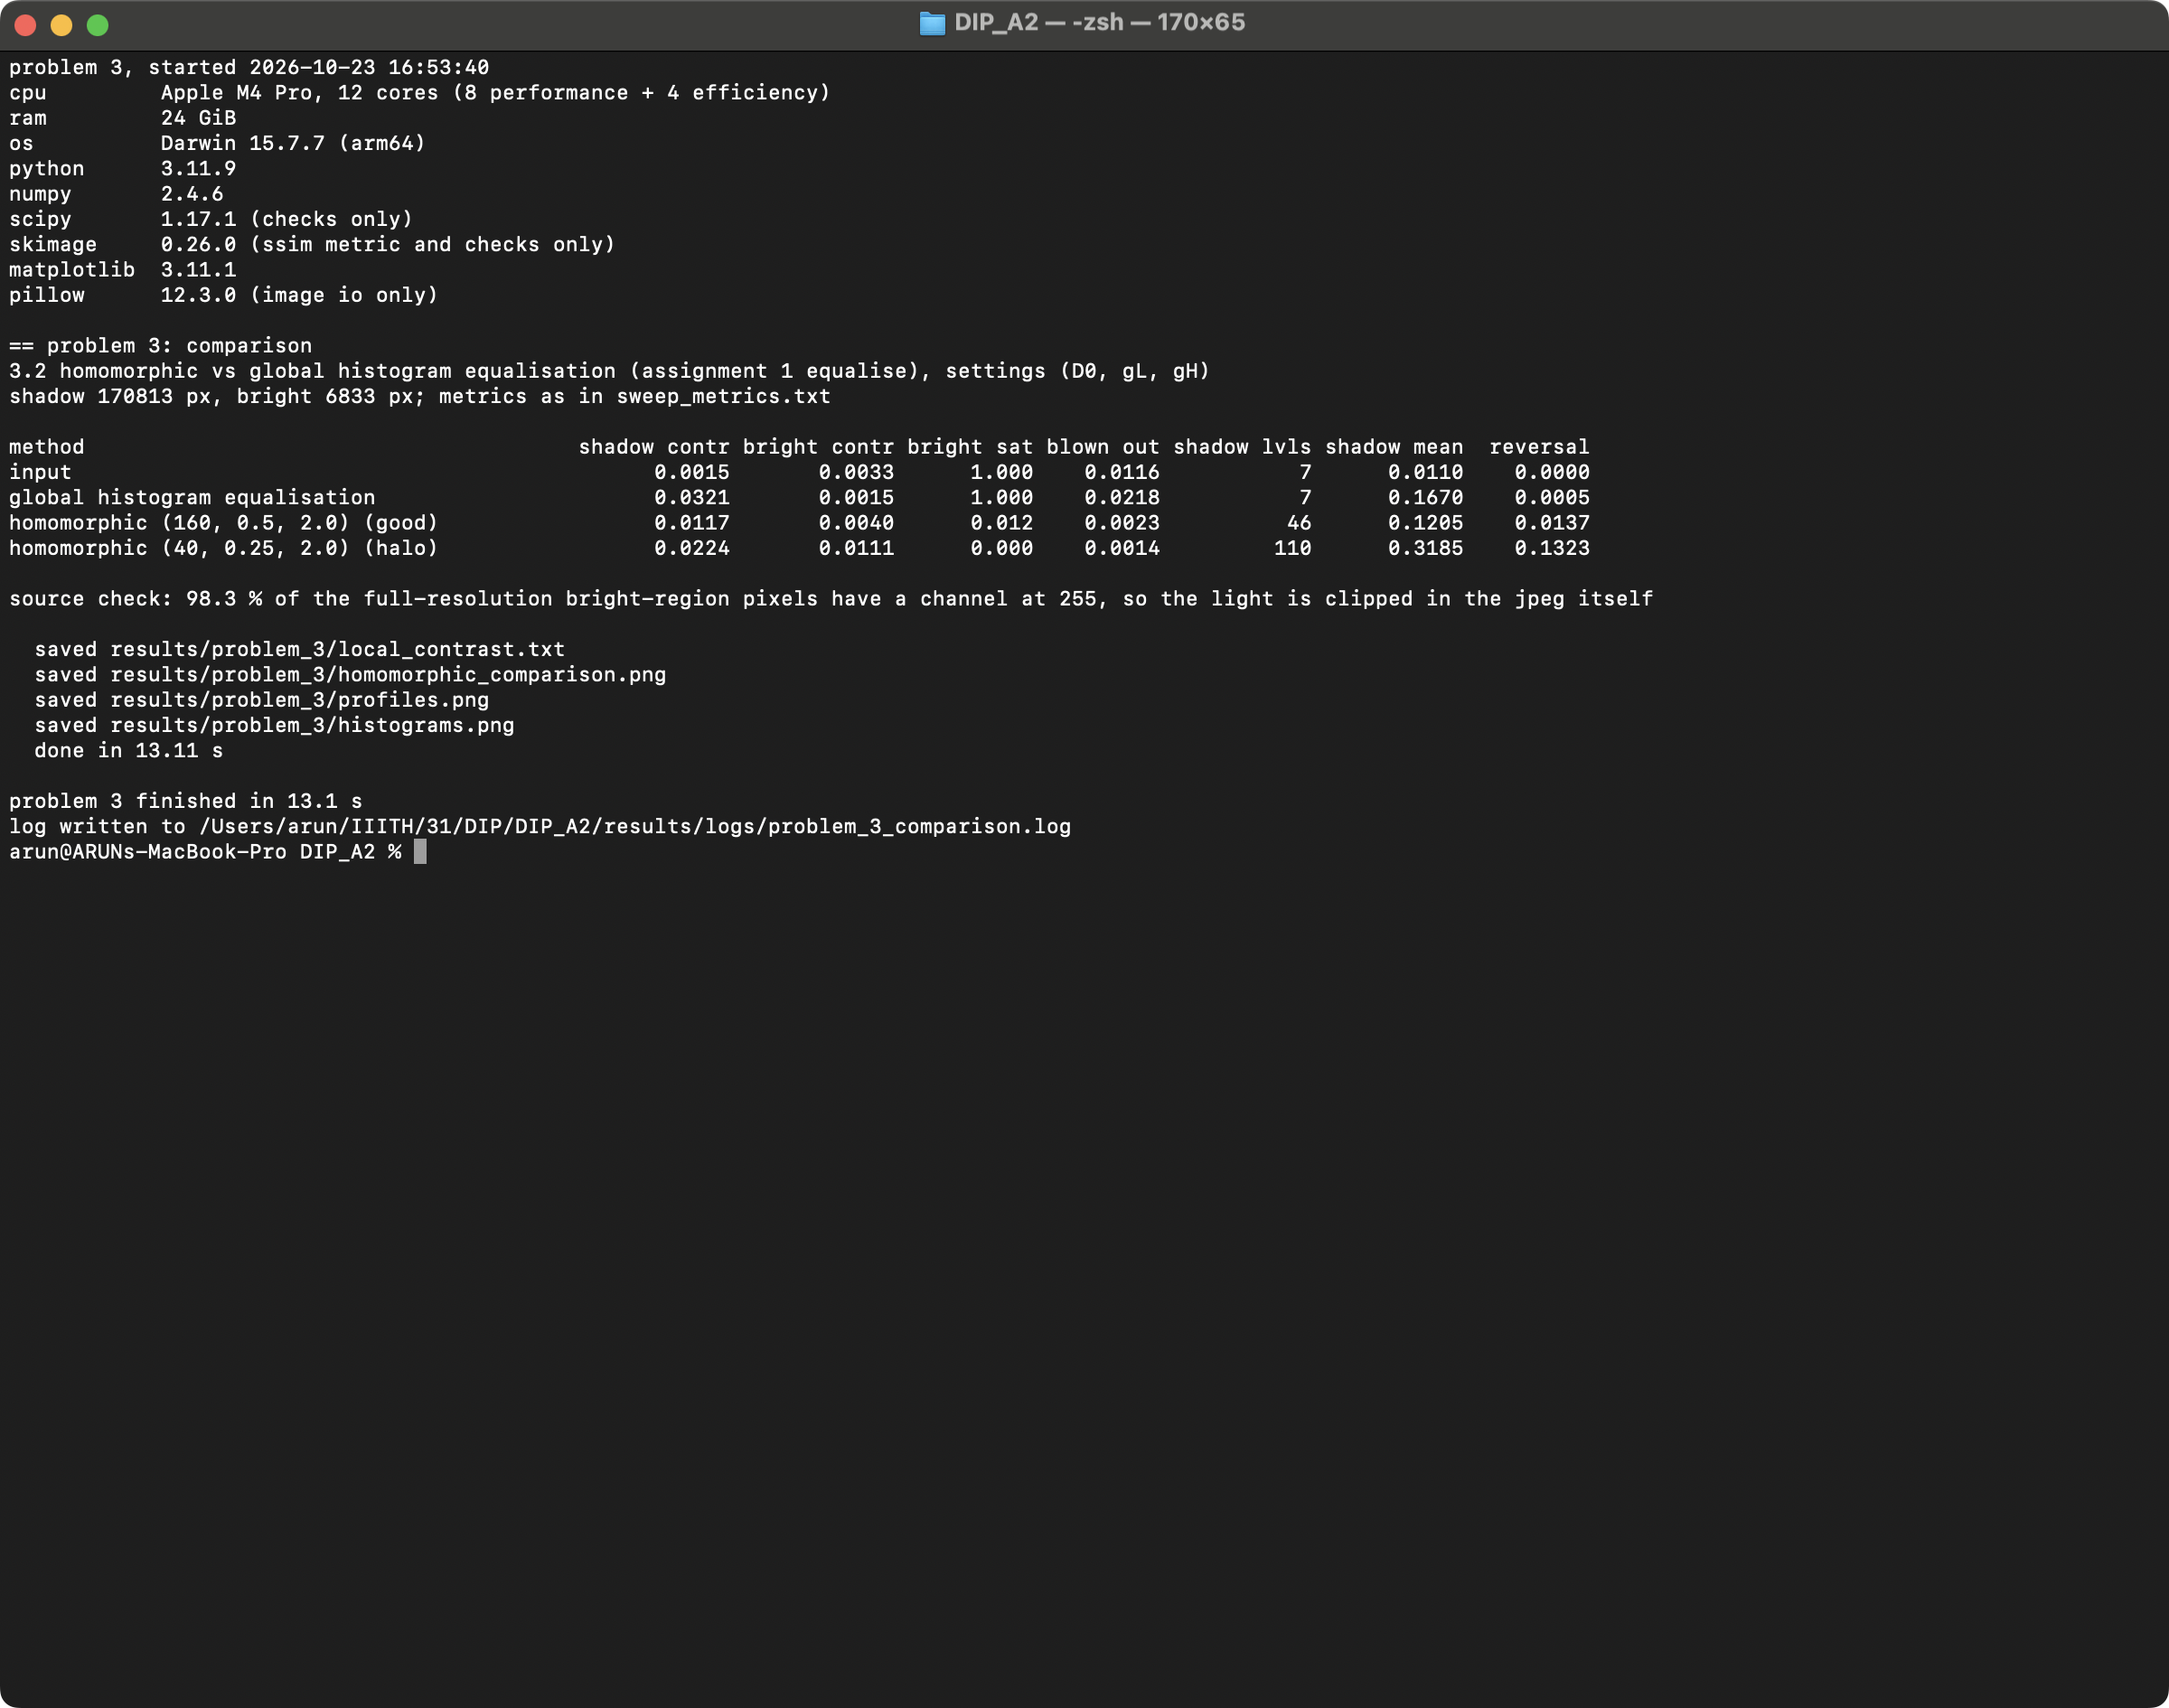 DIP_A2 — -zsh — 170×65
problem 3, started 2026-10-23 16:53:40
cpu         Apple M4 Pro, 12 cores (8 performance + 4 efficiency)
ram         24 GiB
os          Darwin 15.7.7 (arm64)
python      3.11.9
numpy       2.4.6
scipy       1.17.1 (checks only)
skimage     0.26.0 (ssim metric and checks only)
matplotlib  3.11.1
pillow      12.3.0 (image io only)
== problem 3: comparison
3.2 homomorphic vs global histogram equalisation (assignment 1 equalise), settings (D0, gL, gH)
shadow 170813 px, bright 6833 px; metrics as in sweep_metrics.txt
method                                       shadow contr bright contr bright sat blown out shadow lvls shadow mean  reversal
input                                              0.0015       0.0033      1.000    0.0116           7      0.0110    0.0000
global histogram equalisation                      0.0321       0.0015      1.000    0.0218           7      0.1670    0.0005
homomorphic (160, 0.5, 2.0) (good)                 0.0117       0.0040      0.012    0.0023          46      0.1205    0.0137
homomorphic (40, 0.25, 2.0) (halo)                 0.0224       0.0111      0.000    0.0014         110      0.3185    0.1323
source check: 98.3 % of the full-resolution bright-region pixels have a channel at 255, so the light is clipped in the jpeg itself
  saved results/problem_3/local_contrast.txt
  saved results/problem_3/homomorphic_comparison.png
  saved results/problem_3/profiles.png
  saved results/problem_3/histograms.png
  done in 13.11 s
problem 3 finished in 13.1 s
log written to /Users/arun/IIITH/31/DIP/DIP_A2/results/logs/problem_3_comparison.log
arun@ARUNs-MacBook-Pro DIP_A2 %